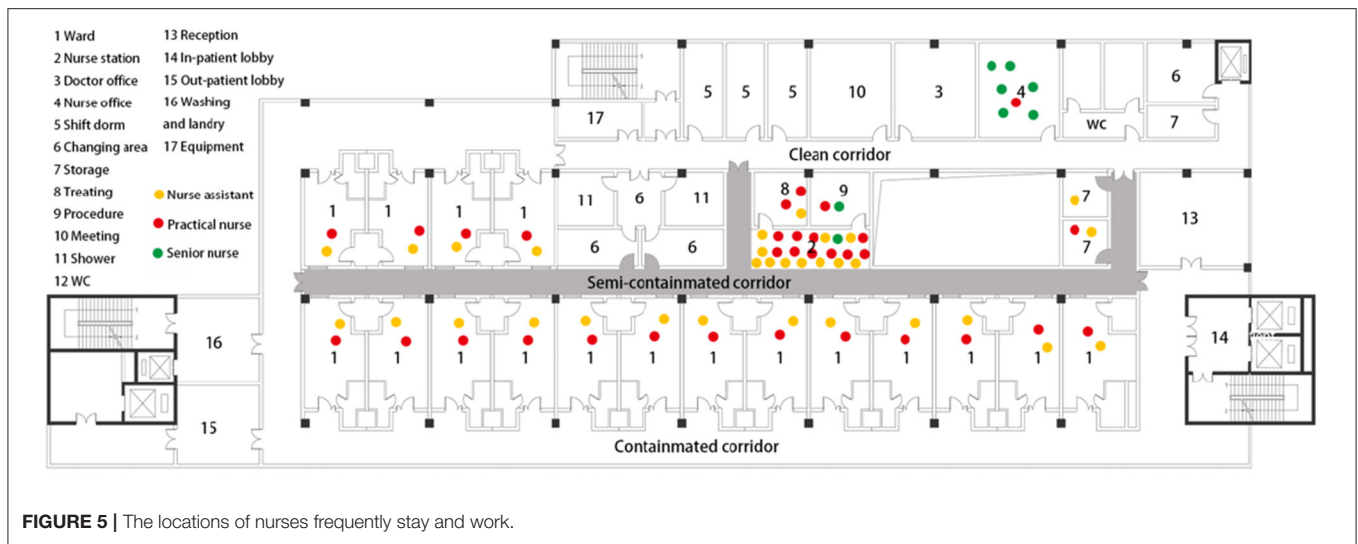 1 Ward
2 Nurse station
3 Doctor office
4 Nurse office
5 Shift dorm
6 Changing area
7 Storage
8 Treating
9 Procedure
10 Meeting
11 Shower
12 WC
13 Reception
14 In-patient lobby
15 Out-patient lobby
16 Washing
and landry
17 Equipment
Nurse assistant
Practical nurse
Senior nurse
17
5
5
5
10
3
4
WC
6
7
Clean corridor
1
1
1
1
11
6
11
6
6
8
9
2
7
7
13
Semi-containmated corridor
16
15
1
1
1
1
1
1
1
1
1
1
1
1
1
14
Containmated corridor
FIGURE 5 | The locations of nurses frequently stay and work.